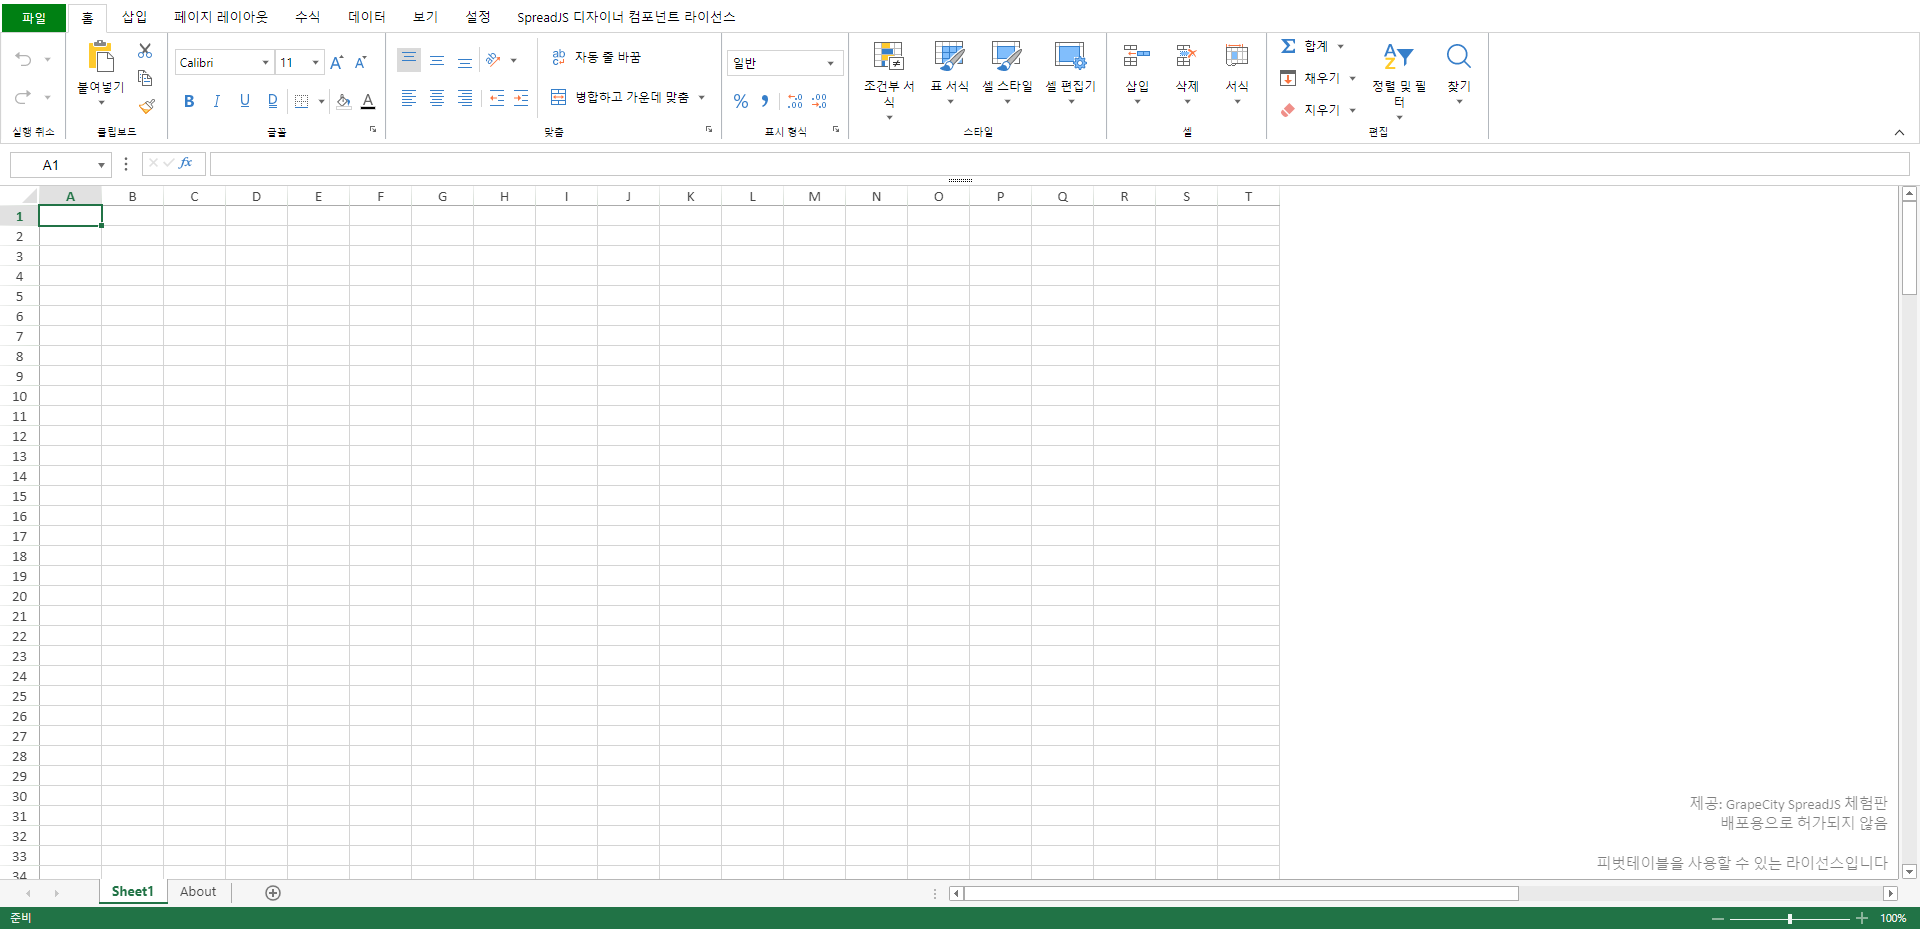 파일 홈 삽입 페이지 레이아웃 수식 데이터 보기 설정 SpreadJS 디자이너 컴포넌트 라이선스
붙여넣기
실행 취소
클립보드
Calibri 11
B I U D A
글꼴
ab 자동 줄 바꿈
병합하고 가운데 맞춤
맞춤
일반
% , .00 .00
표시 형식
조건부 서식
표 서식
셀 스타일
셀 편집기
스타일
삽입
삭제
서식
셀
합계
채우기
지우기
정렬 및 필터
찾기
편집
A1 fx
A B C D E F G H I J K L M N O P Q R S T
1
2
3
4
5
6
7
8
9
10
11
12
13
14
15
16
17
18
19
20
21
22
23
24
25
26
27
28
29
30
31
32
33
34
제공: GrapeCity SpreadJS 체험판
배포용으로 허가되지 않음
피벗테이블을 사용할 수 있는 라이선스입니다
Sheet1 About
준비 100%